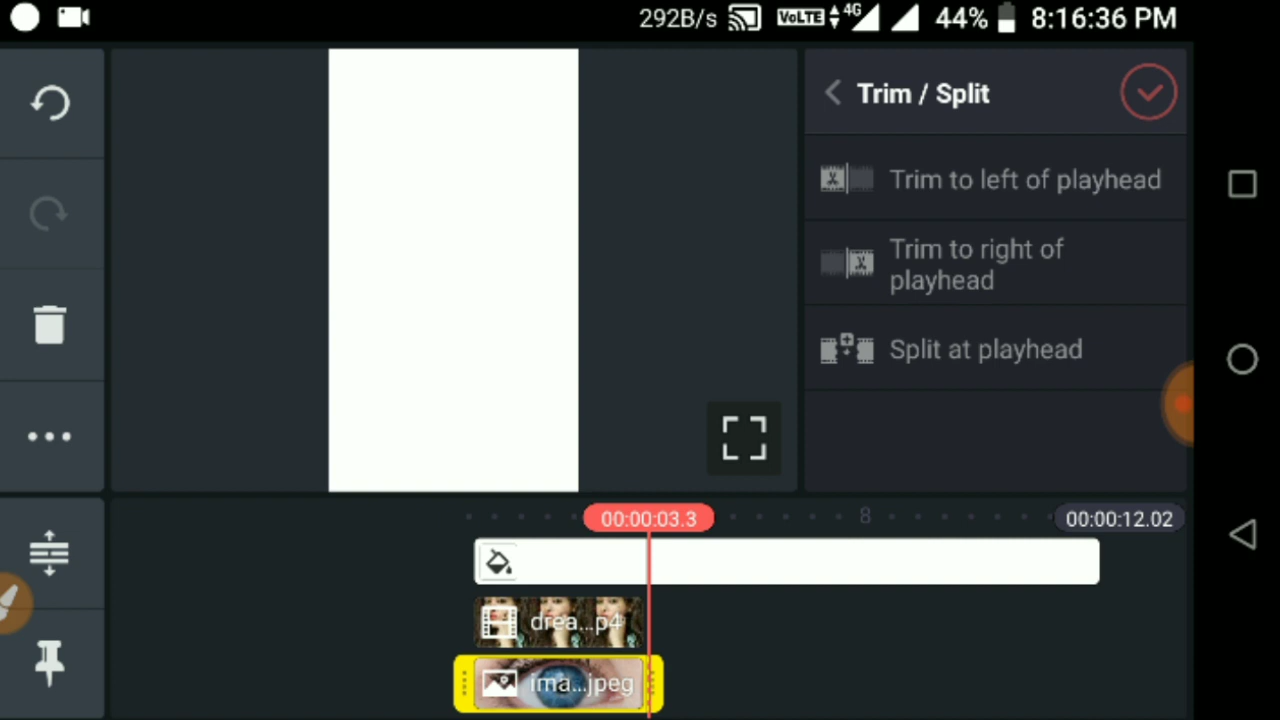 292B/s VoLTE 4G 44% 8:16:36 PM
Trim / Split
Trim to left of playhead
Trim to right of
playhead
Split at playhead
00:00:03.3 8 00:00:12.02
drea...p4
ima...jpeg